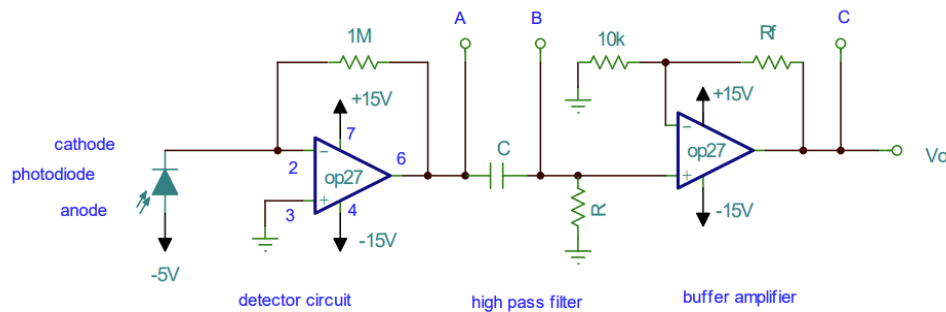 A
B
C
1M
10k
Rf
+15V
+15V
cathode
7
C
2
op27
6
op27
Vo
photodiode
anode
3
4
R
-15V
-15V
-5V
detector circuit
high pass filter
buffer amplifier